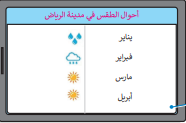 أحوال الطقس في مدينة الرياض
يناير
فبراير
مارس
أبريل